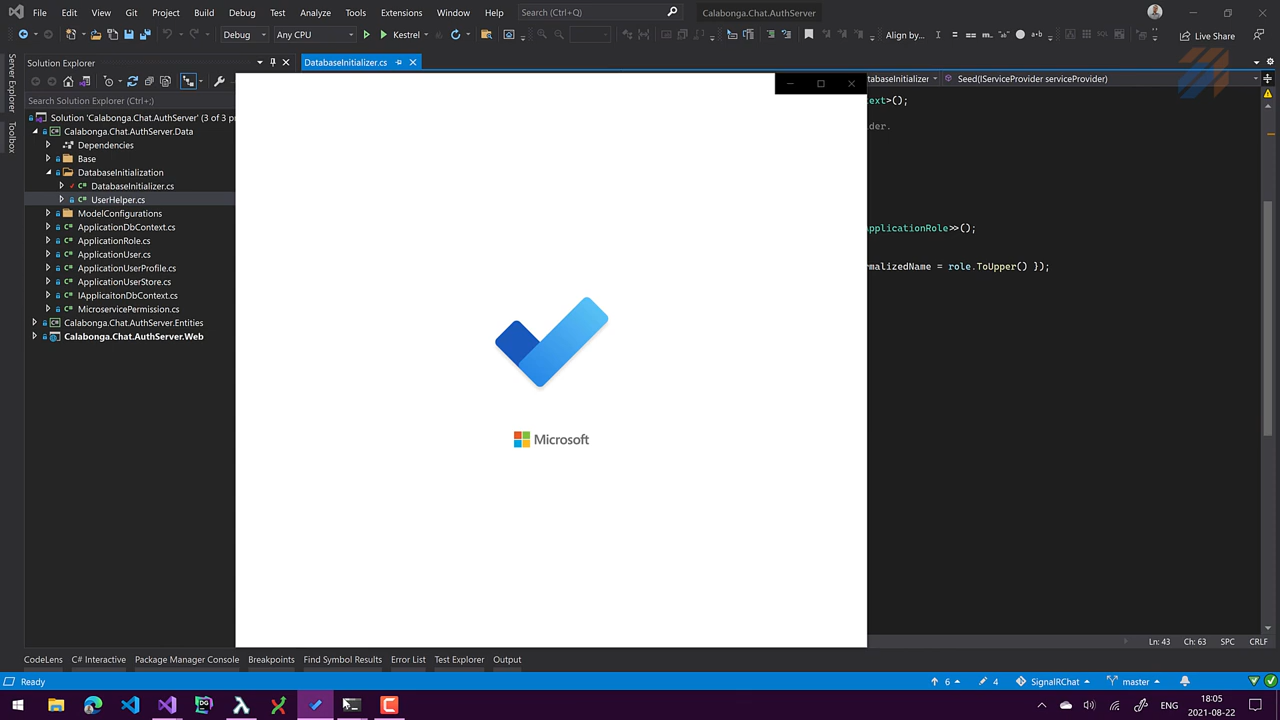 File Edit View Git Project Build Debug Test Analyze Tools Extensions Window Help Search (Ctrl+Q) Calabonga.Chat.AuthServer
Debug Any CPU Kestrel Align by... Live Share
Server Explorer
Toolbox
Solution Explorer
DatabaseInitializer.cs
Search Solution Explorer (Ctrl+;)
Solution 'Calabonga.Chat.AuthServer' (3 of 3 p
Calabonga.Chat.AuthServer.Data
Dependencies
Base
DatabaseInitialization
DatabaseInitializer.cs
UserHelper.cs
ModelConfigurations
ApplicationDbContext.cs
ApplicationRole.cs
ApplicationUser.cs
ApplicationUserProfile.cs
ApplicationUserStore.cs
IApplicaitonDbContext.cs
MicroservicePermission.cs
Calabonga.Chat.AuthServer.Entities
Calabonga.Chat.AuthServer.Web
Microsoft
tabaseInitializer Seed(IServiceProvider serviceProvider)
ext>();
der.
ApplicationRole>>();
rmalizedName = role.ToUpper() });
Ln: 43 Ch: 63 SPC CRLF
CodeLens C# Interactive Package Manager Console Breakpoints Find Symbol Results Error List Test Explorer Output
Ready 6 4 SignalRChat master
ENG 18:05
2021-08-22